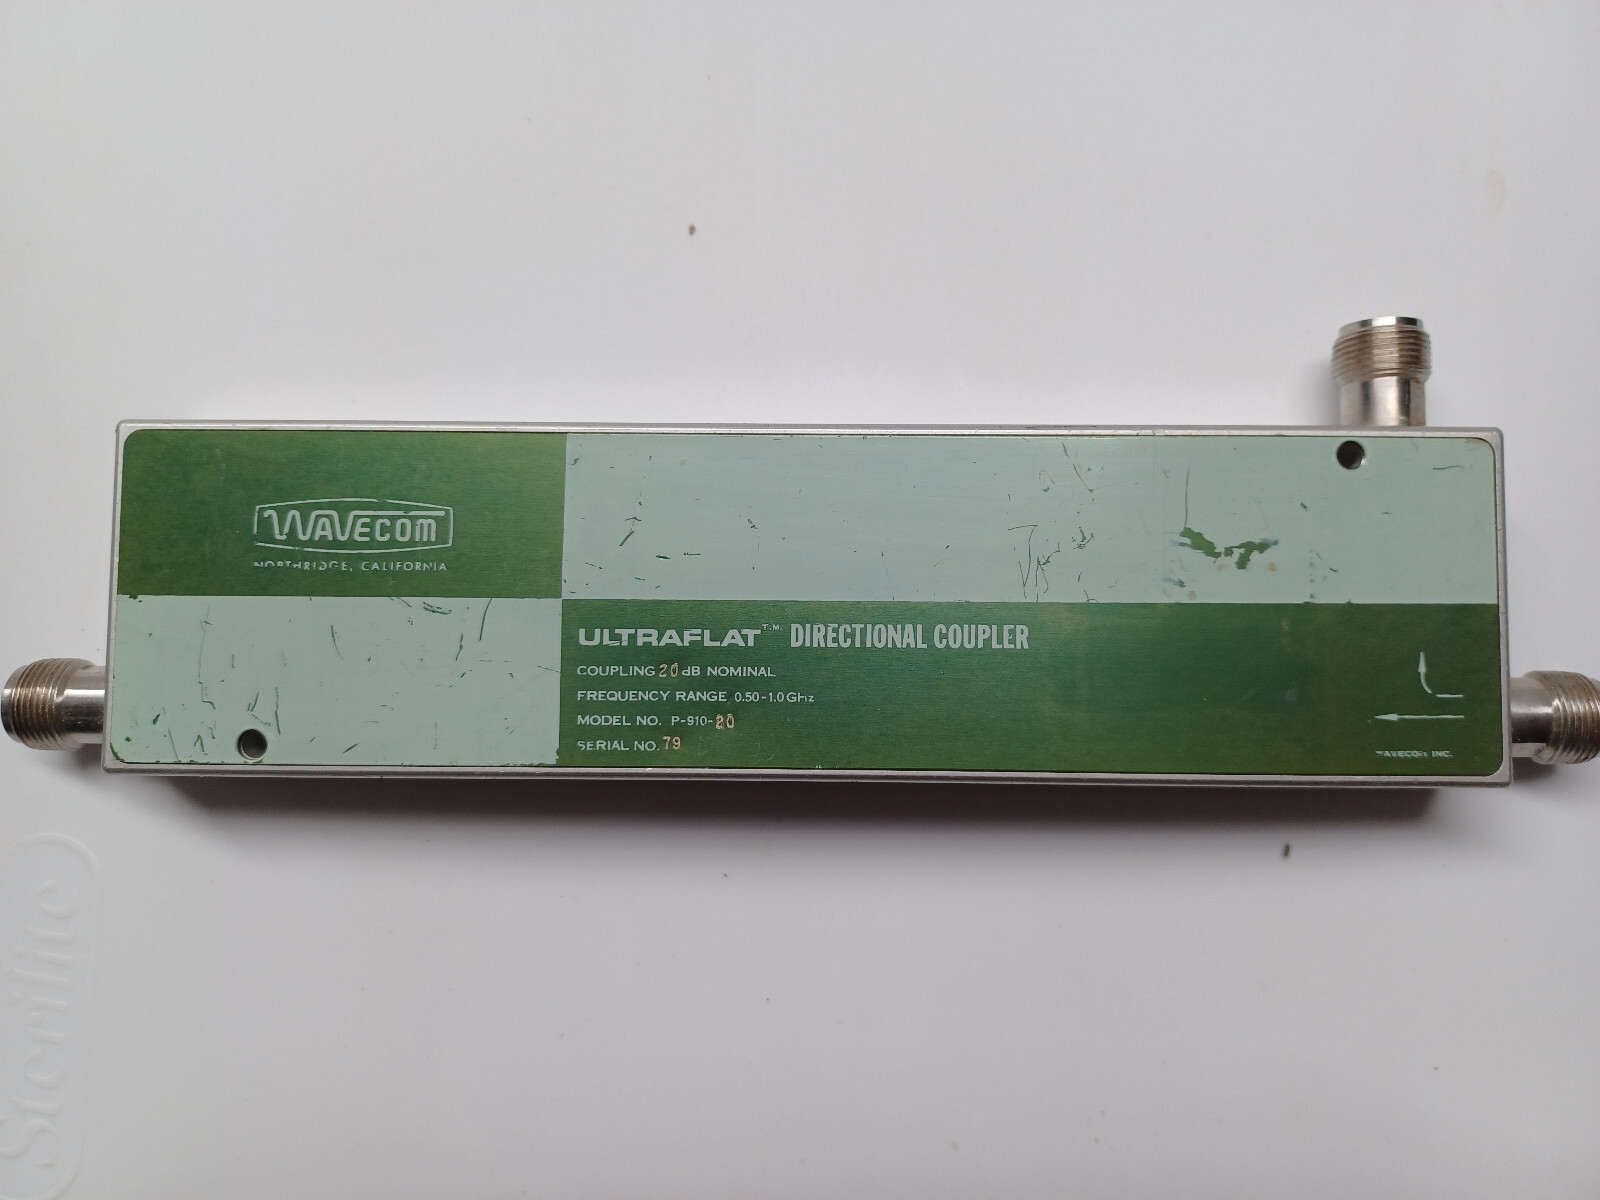 WAVECOM
NORTHRIDGE, CALIFORNIA
ULTRAFLAT T.M. DIRECTIONAL COUPLER
COUPLING 20 dB NOMINAL
FREQUENCY RANGE 0.50-1.0 GHz
MODEL NO. P-910-20
SERIAL NO. 79
WAVECOM INC.
Sterilite